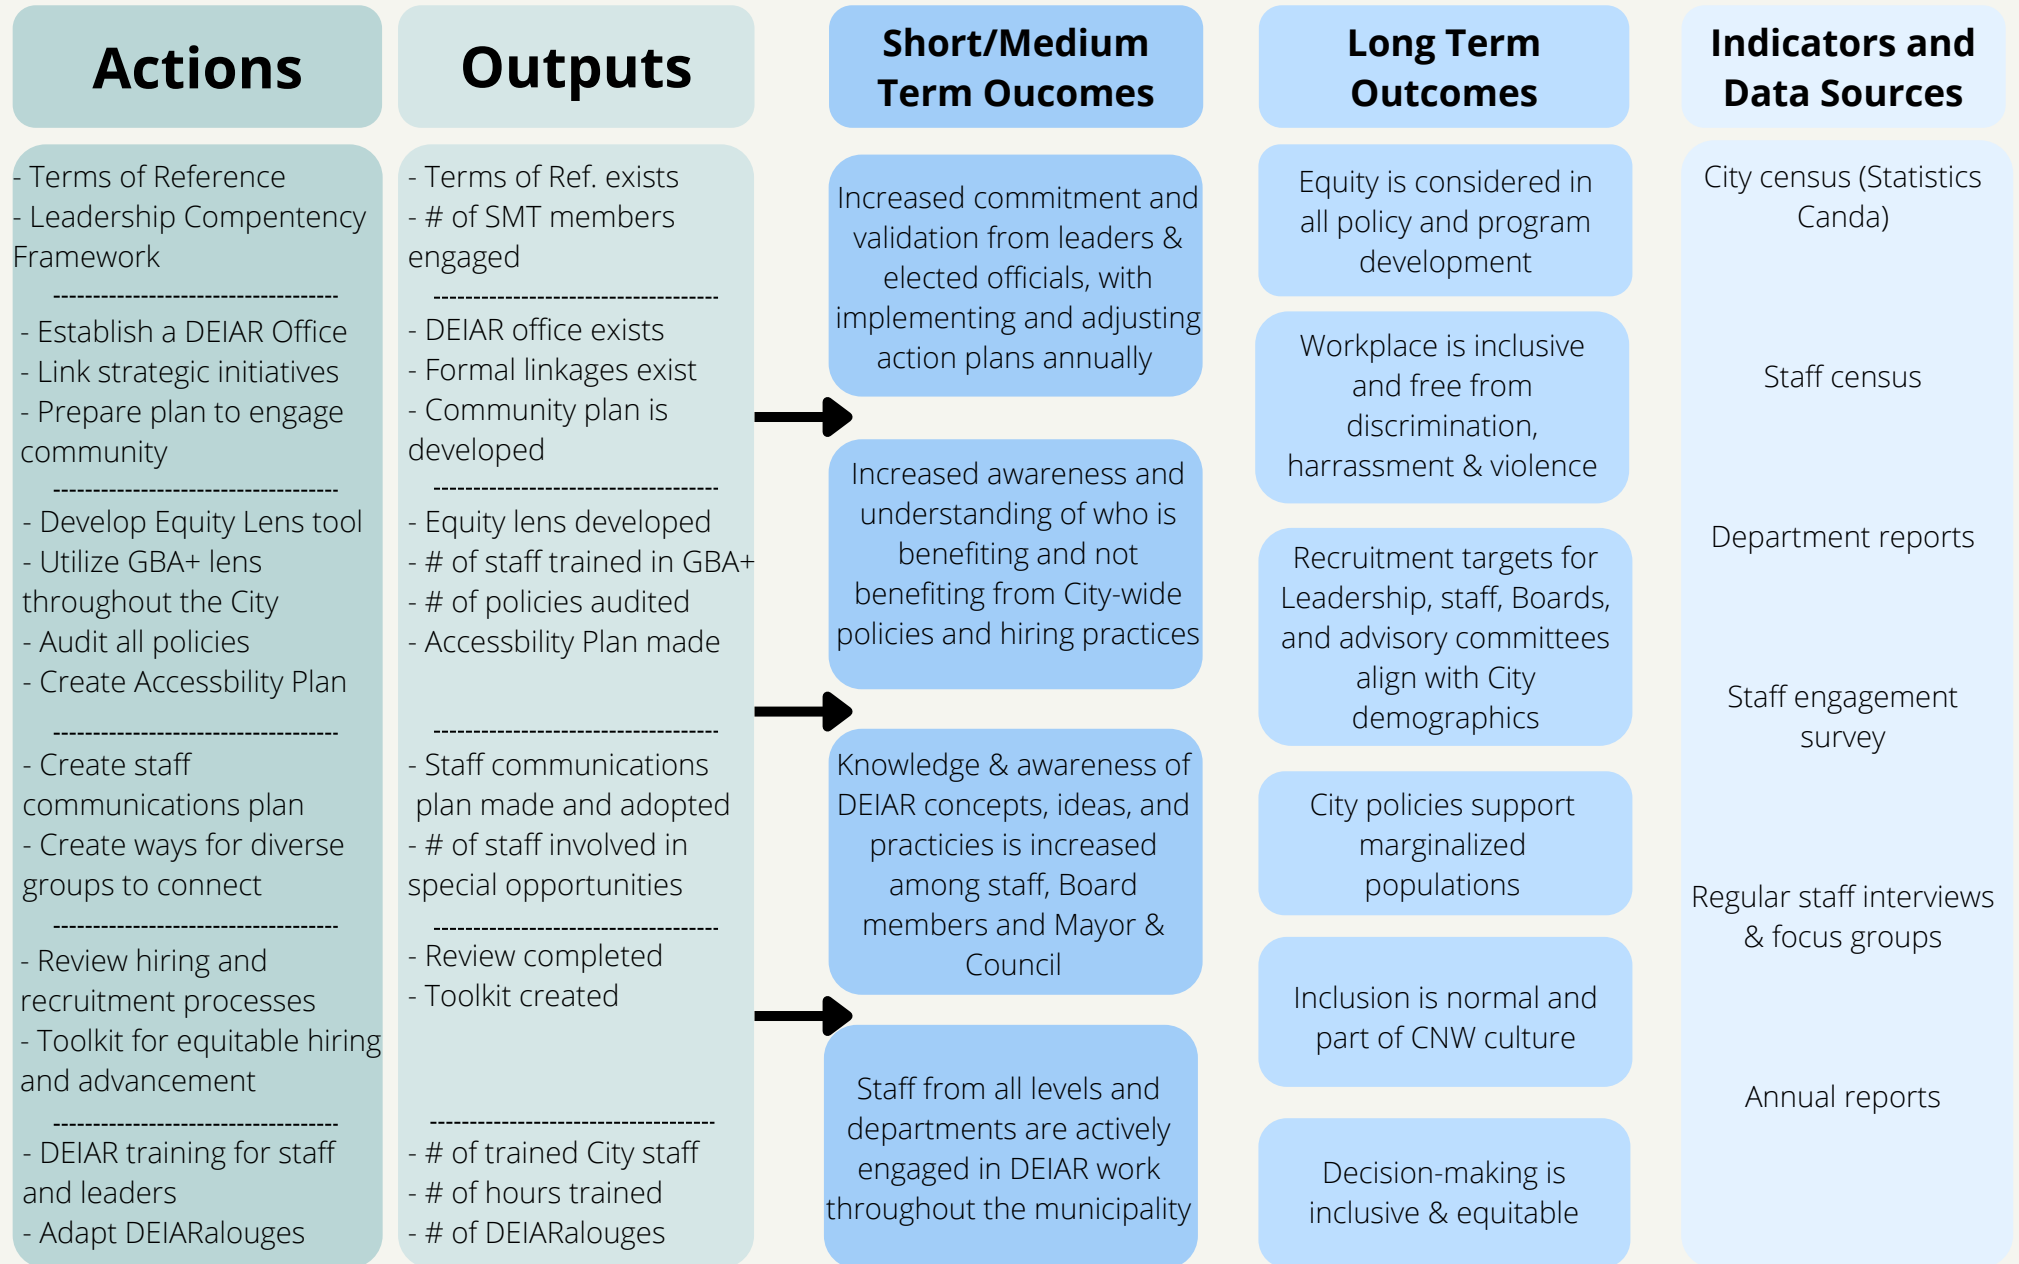 Actions
- Terms of Reference
- Leadership Compentency
Framework
- Establish a DEIAR Office
- Link strategic initiatives
- Prepare plan to engage
community
- Develop Equity Lens tool
- Utilize GBA+ lens
throughout the City
- Audit all policies
- Create Accessbility Plan
- Create staff
communications plan
- Create ways for diverse
groups to connect
- Review hiring and
recruitment processes
- Toolkit for equitable hiring
and advancement
- DEIAR training for staff
and leaders
- Adapt DEIARalouges
Outputs
- Terms of Ref. exists
- # of SMT members
engaged
- DEIAR office exists
- Formal linkages exist
- Community plan is
developed
- Equity lens developed
- # of staff trained in GBA+
- # of policies audited
- Accessbility Plan made
- Staff communications
plan made and adopted
- # of staff involved in
special opportunities
- Review completed
- Toolkit created
- # of trained City staff
- # of hours trained
- # of DEIARalouges
Short/Medium
Term Oucomes
Increased commitment and
validation from leaders &
elected officials, with
implementing and adjusting
action plans annually
Increased awareness and
understanding of who is
benefiting and not
benefiting from City-wide
policies and hiring practices
Knowledge & awareness of
DEIAR concepts, ideas, and
practicies is increased
among staff, Board
members and Mayor &
Council
Staff from all levels and
departments are actively
engaged in DEIAR work
throughout the municipality
Long Term
Outcomes
Equity is considered in
all policy and program
development
Workplace is inclusive
and free from
discrimination,
harrassment & violence
Recruitment targets for
Leadership, staff, Boards,
and advisory committees
align with City
demographics
City policies support
marginalized
populations
Inclusion is normal and
part of CNW culture
Decision-making is
inclusive & equitable
Indicators and
Data Sources
City census (Statistics
Canda)
Staff census
Department reports
Staff engagement
survey
Regular staff interviews
& focus groups
Annual reports